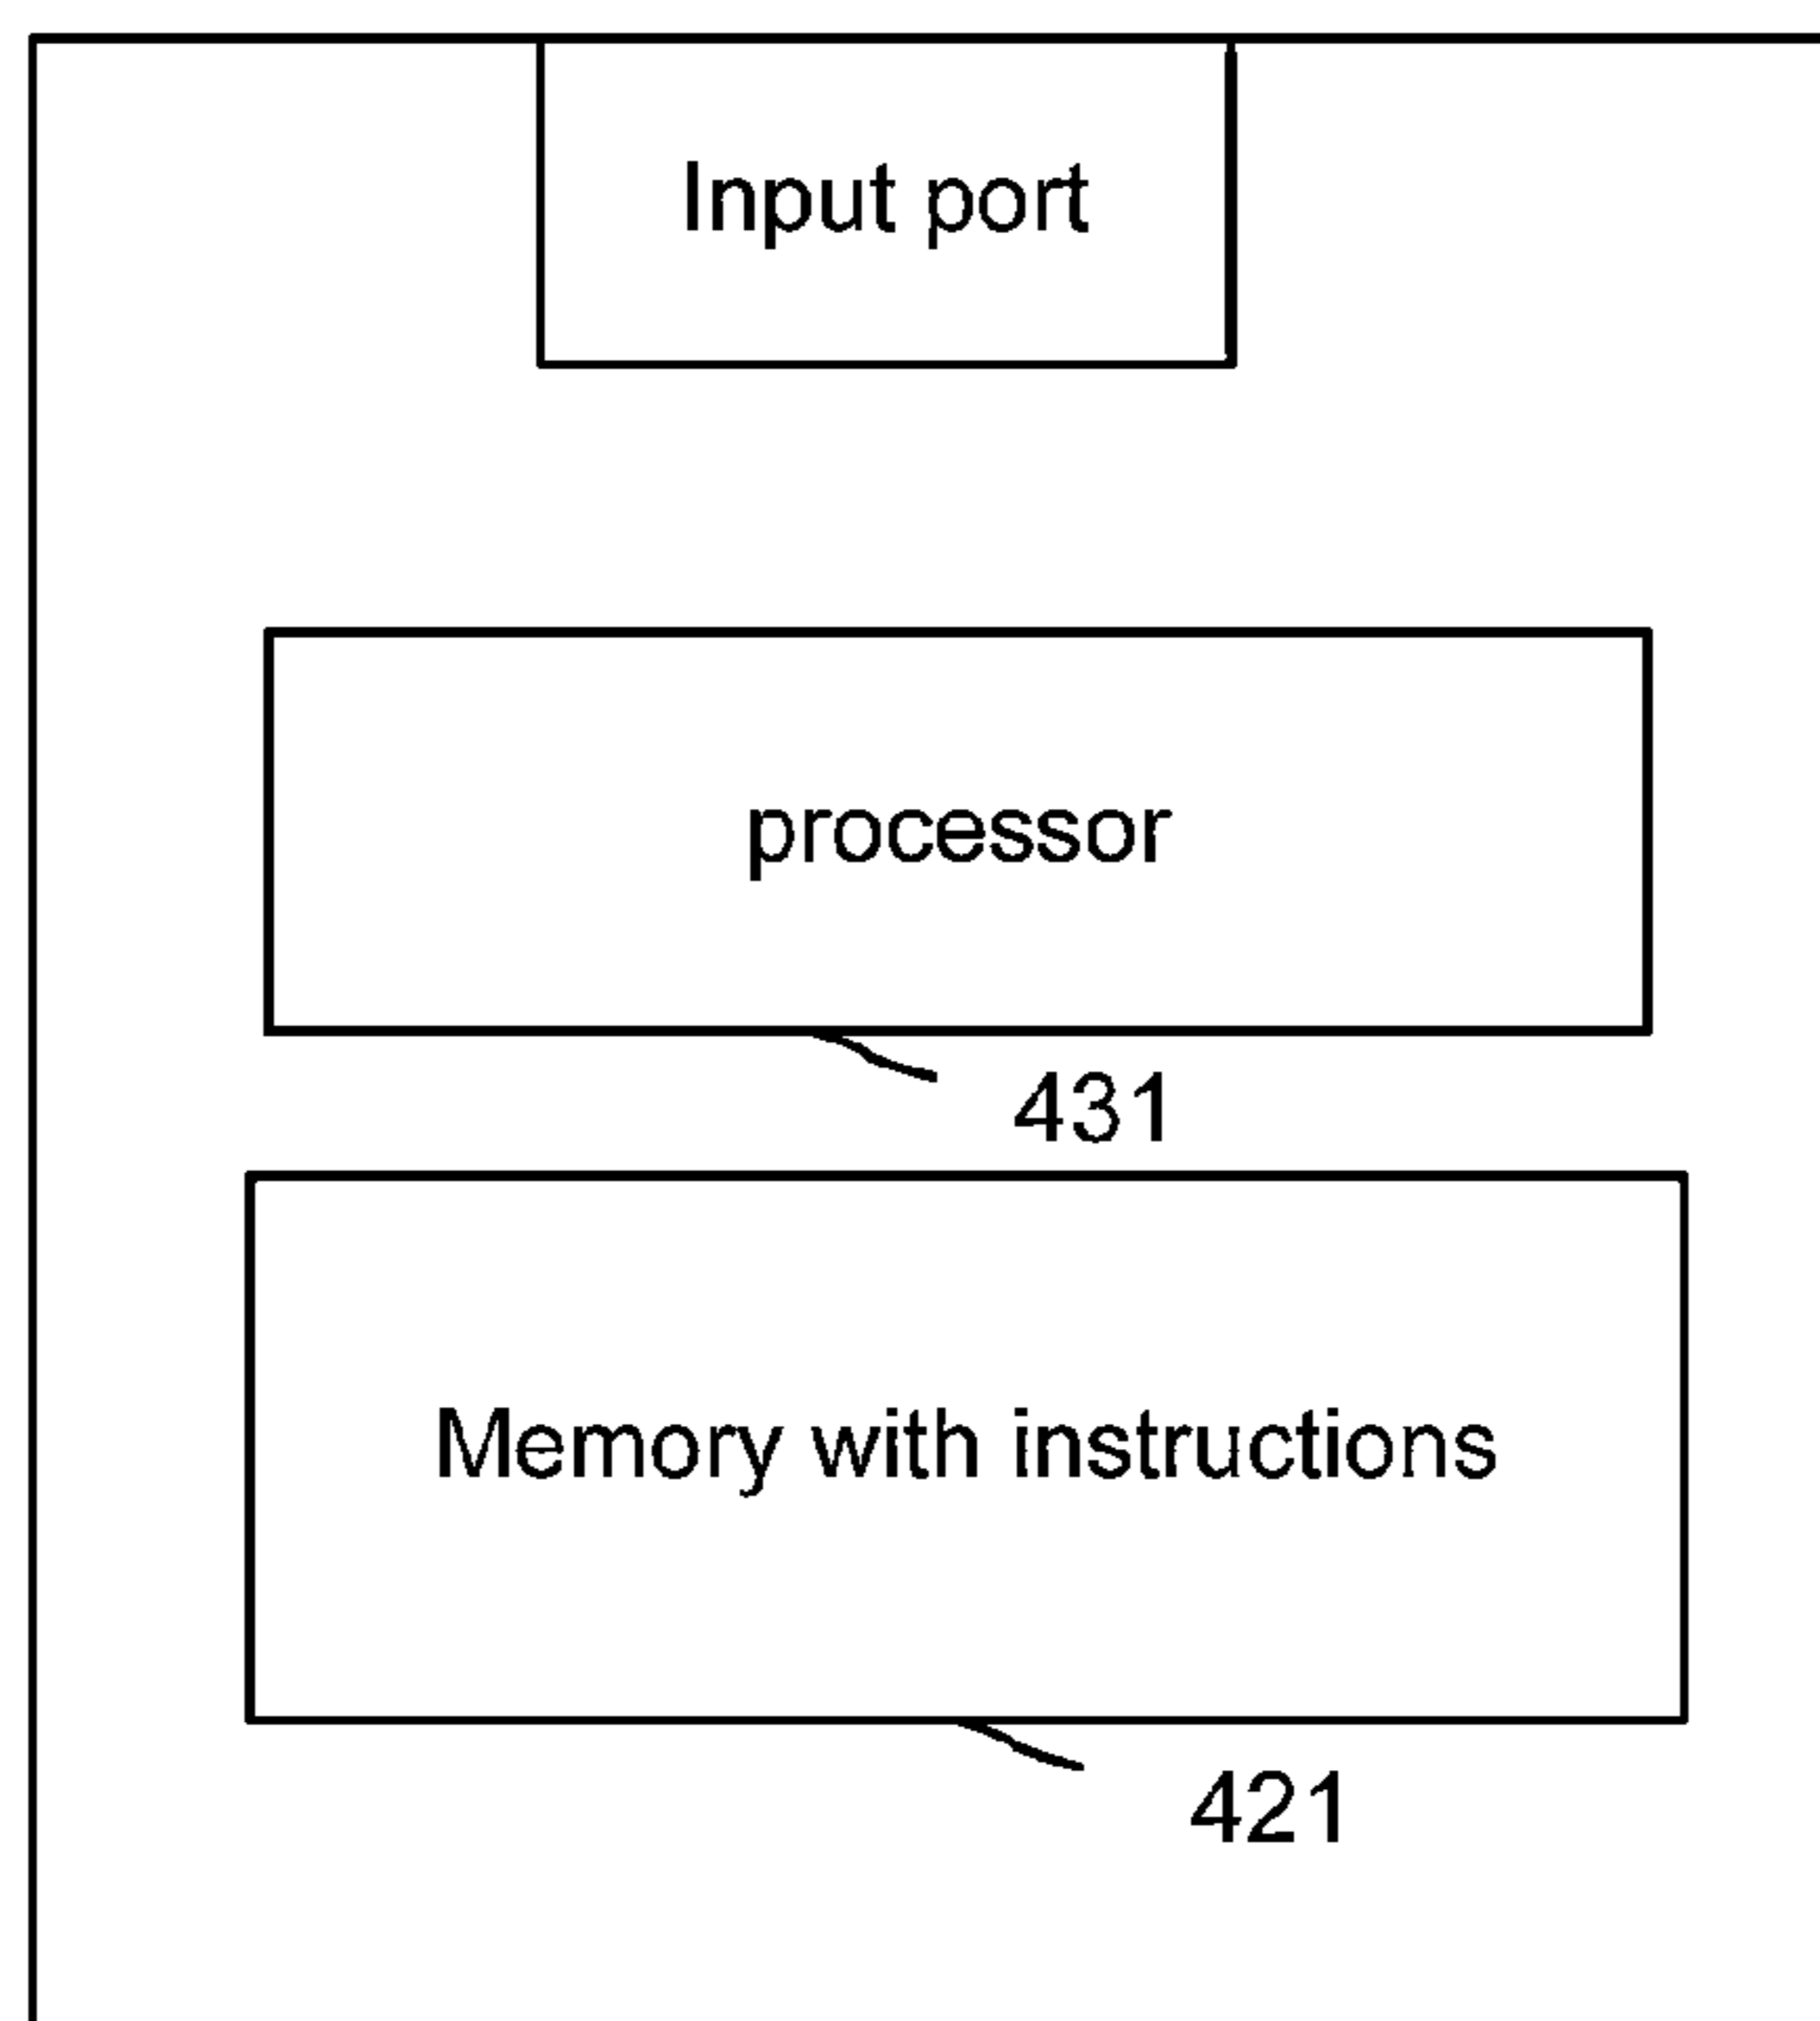 Input port
processor
431
Memory with instructions
421